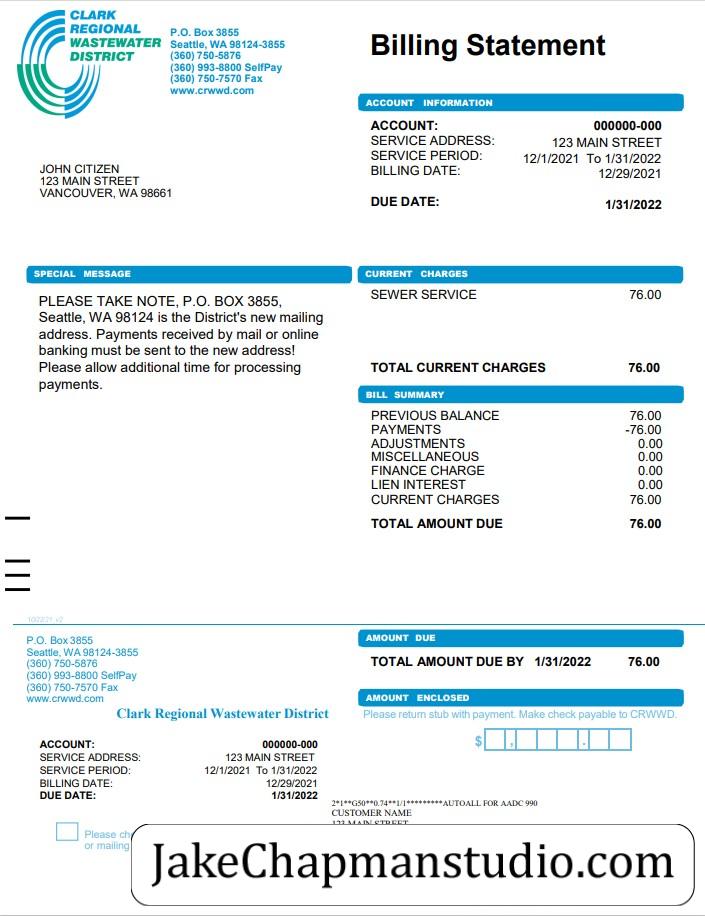 CLARK
REGIONAL
WASTEWATER
DISTRICT
P.O. Box 3855
Seattle, WA 98124-3855
(360) 750-5876
(360) 993-8800 SelfPay
(360) 750-7570 Fax
www.crwwd.com
Billing Statement
ACCOUNT INFORMATION
ACCOUNT: 000000-000
SERVICE ADDRESS: 123 MAIN STREET
SERVICE PERIOD: 12/1/2021 To 1/31/2022
BILLING DATE: 12/29/2021
DUE DATE: 1/31/2022
JOHN CITIZEN
123 MAIN STREET
VANCOUVER, WA 98661
SPECIAL MESSAGE
PLEASE TAKE NOTE, P.O. BOX 3855,
Seattle, WA 98124 is the District's new mailing
address. Payments received by mail or online
banking must be sent to the new address!
Please allow additional time for processing
payments.
CURRENT CHARGES
SEWER SERVICE 76.00
TOTAL CURRENT CHARGES 76.00
BILL SUMMARY
PREVIOUS BALANCE 76.00
PAYMENTS -76.00
ADJUSTMENTS 0.00
MISCELLANEOUS 0.00
FINANCE CHARGE 0.00
LIEN INTEREST 0.00
CURRENT CHARGES 76.00
TOTAL AMOUNT DUE 76.00
10/22/21 v2
P.O. Box 3855
Seattle, WA 98124-3855
(360) 750-5876
(360) 993-8800 SelfPay
(360) 750-7570 Fax
www.crwwd.com
Clark Regional Wastewater District
ACCOUNT: 000000-000
SERVICE ADDRESS: 123 MAIN STREET
SERVICE PERIOD: 12/1/2021 To 1/31/2022
BILLING DATE: 12/29/2021
DUE DATE: 1/31/2022
AMOUNT DUE
TOTAL AMOUNT DUE BY 1/31/2022 76.00
AMOUNT ENCLOSED
Please return stub with payment. Make check payable to CRWWD.
$ , .
2*1**G50**0.74**1/1*********AUTOALL FOR AADC 990
CUSTOMER NAME
123 MAIN STREET
Please ch
or mailing
JakeChapmanstudio.com